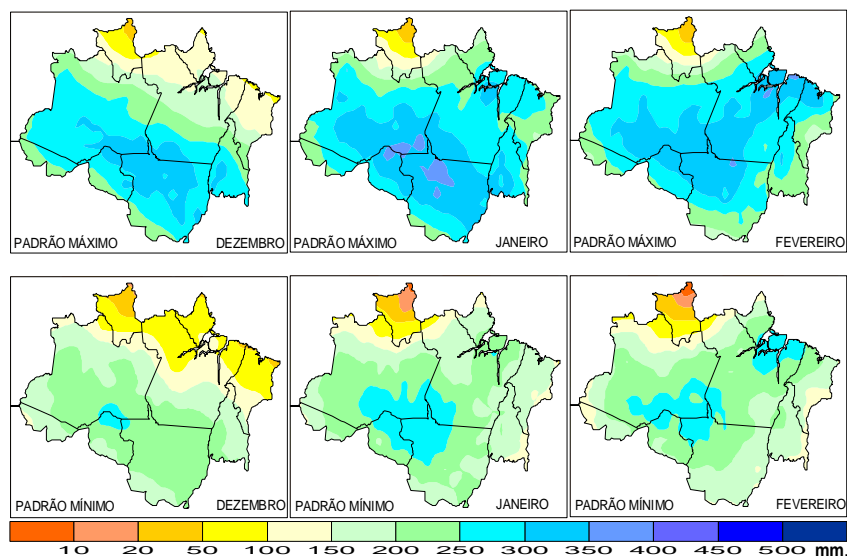 PADRÃO MÁXIMO DEZEMBRO
PADRÃO MÁXIMO JANEIRO
PADRÃO MÁXIMO FEVEREIRO
PADRÃO MÍNIMO DEZEMBRO
PADRÃO MÍNIMO JANEIRO
PADRÃO MÍNIMO FEVEREIRO
10 20 50 100 150 200 250 300 350 400 450 500 mm